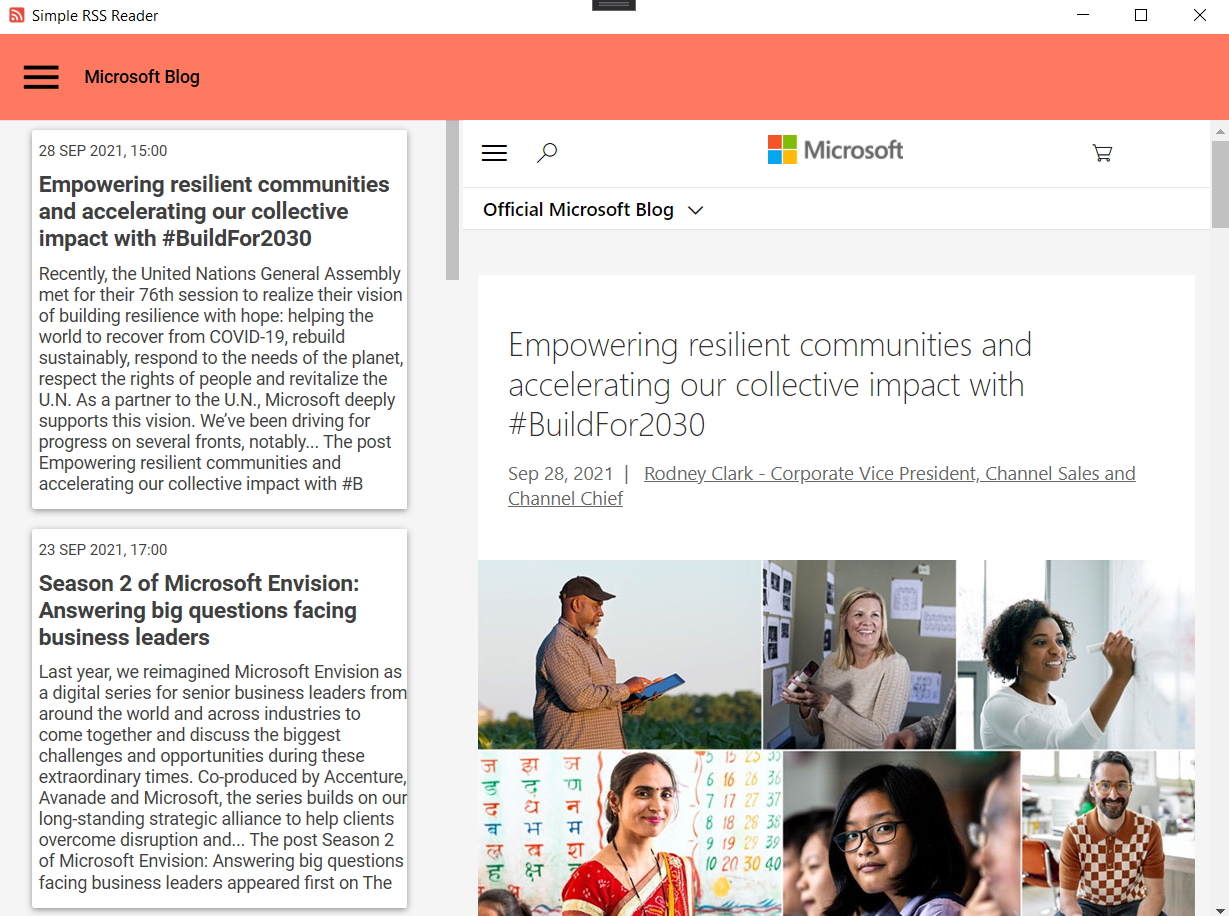 Simple RSS Reader
Microsoft Blog
28 SEP 2021, 15:00
Empowering resilient communities
and accelerating our collective
impact with #BuildFor2030
Recently, the United Nations General Assembly
met for their 76th session to realize their vision
of building resilience with hope: helping the
world to recover from COVID-19, rebuild
sustainably, respond to the needs of the planet,
respect the rights of people and revitalize the
U.N. As a partner to the U.N., Microsoft deeply
supports this vision. We’ve been driving for
progress on several fronts, notably... The post
Empowering resilient communities and
accelerating our collective impact with #B
23 SEP 2021, 17:00
Season 2 of Microsoft Envision:
Answering big questions facing
business leaders
Last year, we reimagined Microsoft Envision as
a digital series for senior business leaders from
around the world and across industries to
come together and discuss the biggest
challenges and opportunities during these
extraordinary times. Co-produced by Accenture,
Avanade and Microsoft, the series builds on our
long-standing strategic alliance to help clients
overcome disruption and... The post Season 2
of Microsoft Envision: Answering big questions
facing business leaders appeared first on The
Microsoft
Official Microsoft Blog
Empowering resilient communities and
accelerating our collective impact with
#BuildFor2030
Sep 28, 2021 | Rodney Clark - Corporate Vice President, Channel Sales and
Channel Chief
ज झ ञ 5 15 25 35
ड द ण 6 16 26 36
द ध न 7 17 27 37
ब भ म 8 18 28 38
ल व श 9 19 29 39
ह क्ष 10 20 30 40